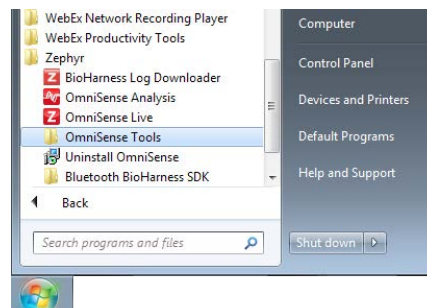 WebEx Network Recording Player
WebEx Productivity Tools
Zephyr
BioHarness Log Downloader
OmniSense Analysis
OmniSense Live
OmniSense Tools
Uninstall OmniSense
Bluetooth BioHarness SDK
Back
Search programs and files
Computer
Control Panel
Devices and Printers
Default Programs
Help and Support
Shut down